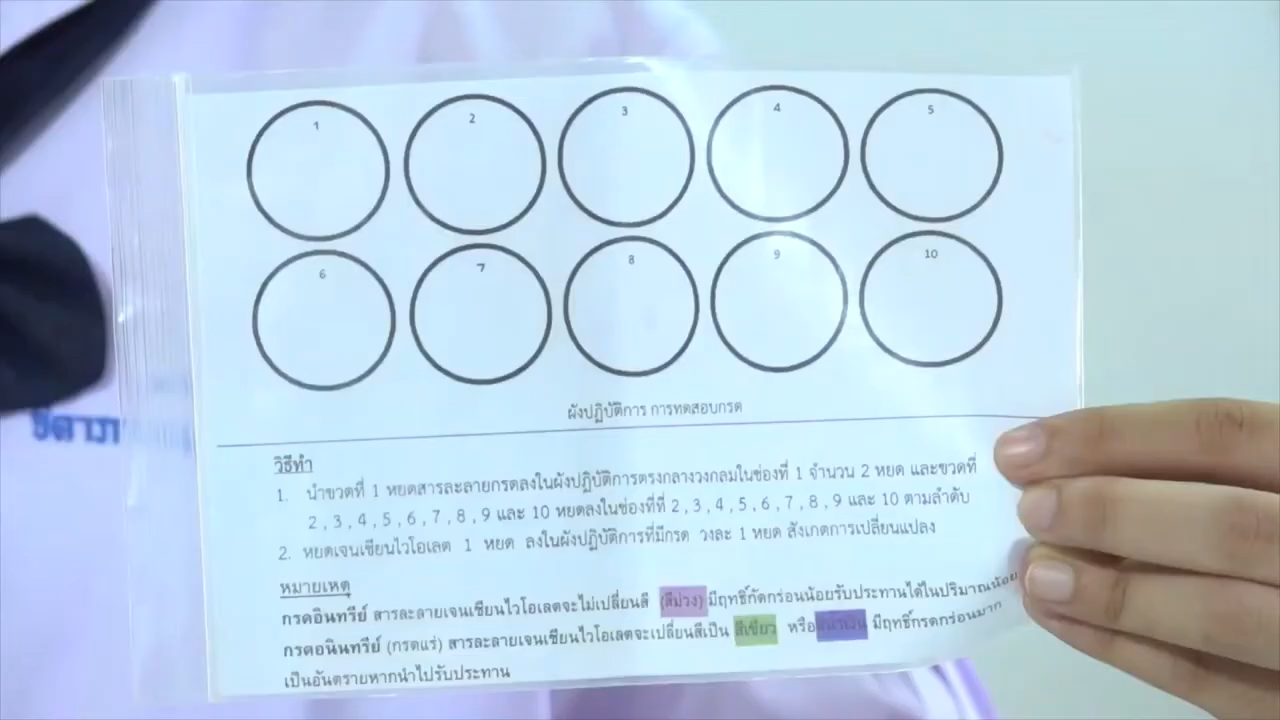 1 2 3 4 5
6 7 8 9 10
ผังปฏิบัติการ การทดสอบกรด
วิธีทำ
1. นำขวดที่ 1 หยดสารละลายกรดลงในผังปฏิบัติการตรงกลางวงกลมในช่องที่ 1 จำนวน 2 หยด และขวดที่
2 , 3 , 4 , 5 , 6 , 7 , 8 , 9 และ 10 หยดลงในช่องที่ที่ 2 , 3 , 4 , 5 , 6 , 7 , 8 , 9 และ 10 ตามลำดับ
2. หยดเจนเชียนไวโอเลต 1 หยด ลงในผังปฏิบัติการที่มีกรด วงละ 1 หยด สังเกตการเปลี่ยนแปลง
หมายเหตุ
กรดอินทรีย์ สารละลายเจนเชียนไวโอเลตจะไม่เปลี่ยนสี (สีม่วง) มีฤทธิ์กัดกร่อนน้อยรับประทานได้ในปริมาณน้อย
กรดอนินทรีย์ (กรดแร่) สารละลายเจนเชียนไวโอเลตจะเปลี่ยนสีเป็น สีเขียว หรือ สีน้ำเงิน มีฤทธิ์กรดกร่อนมาก
เป็นอันตรายหากนำไปรับประทาน